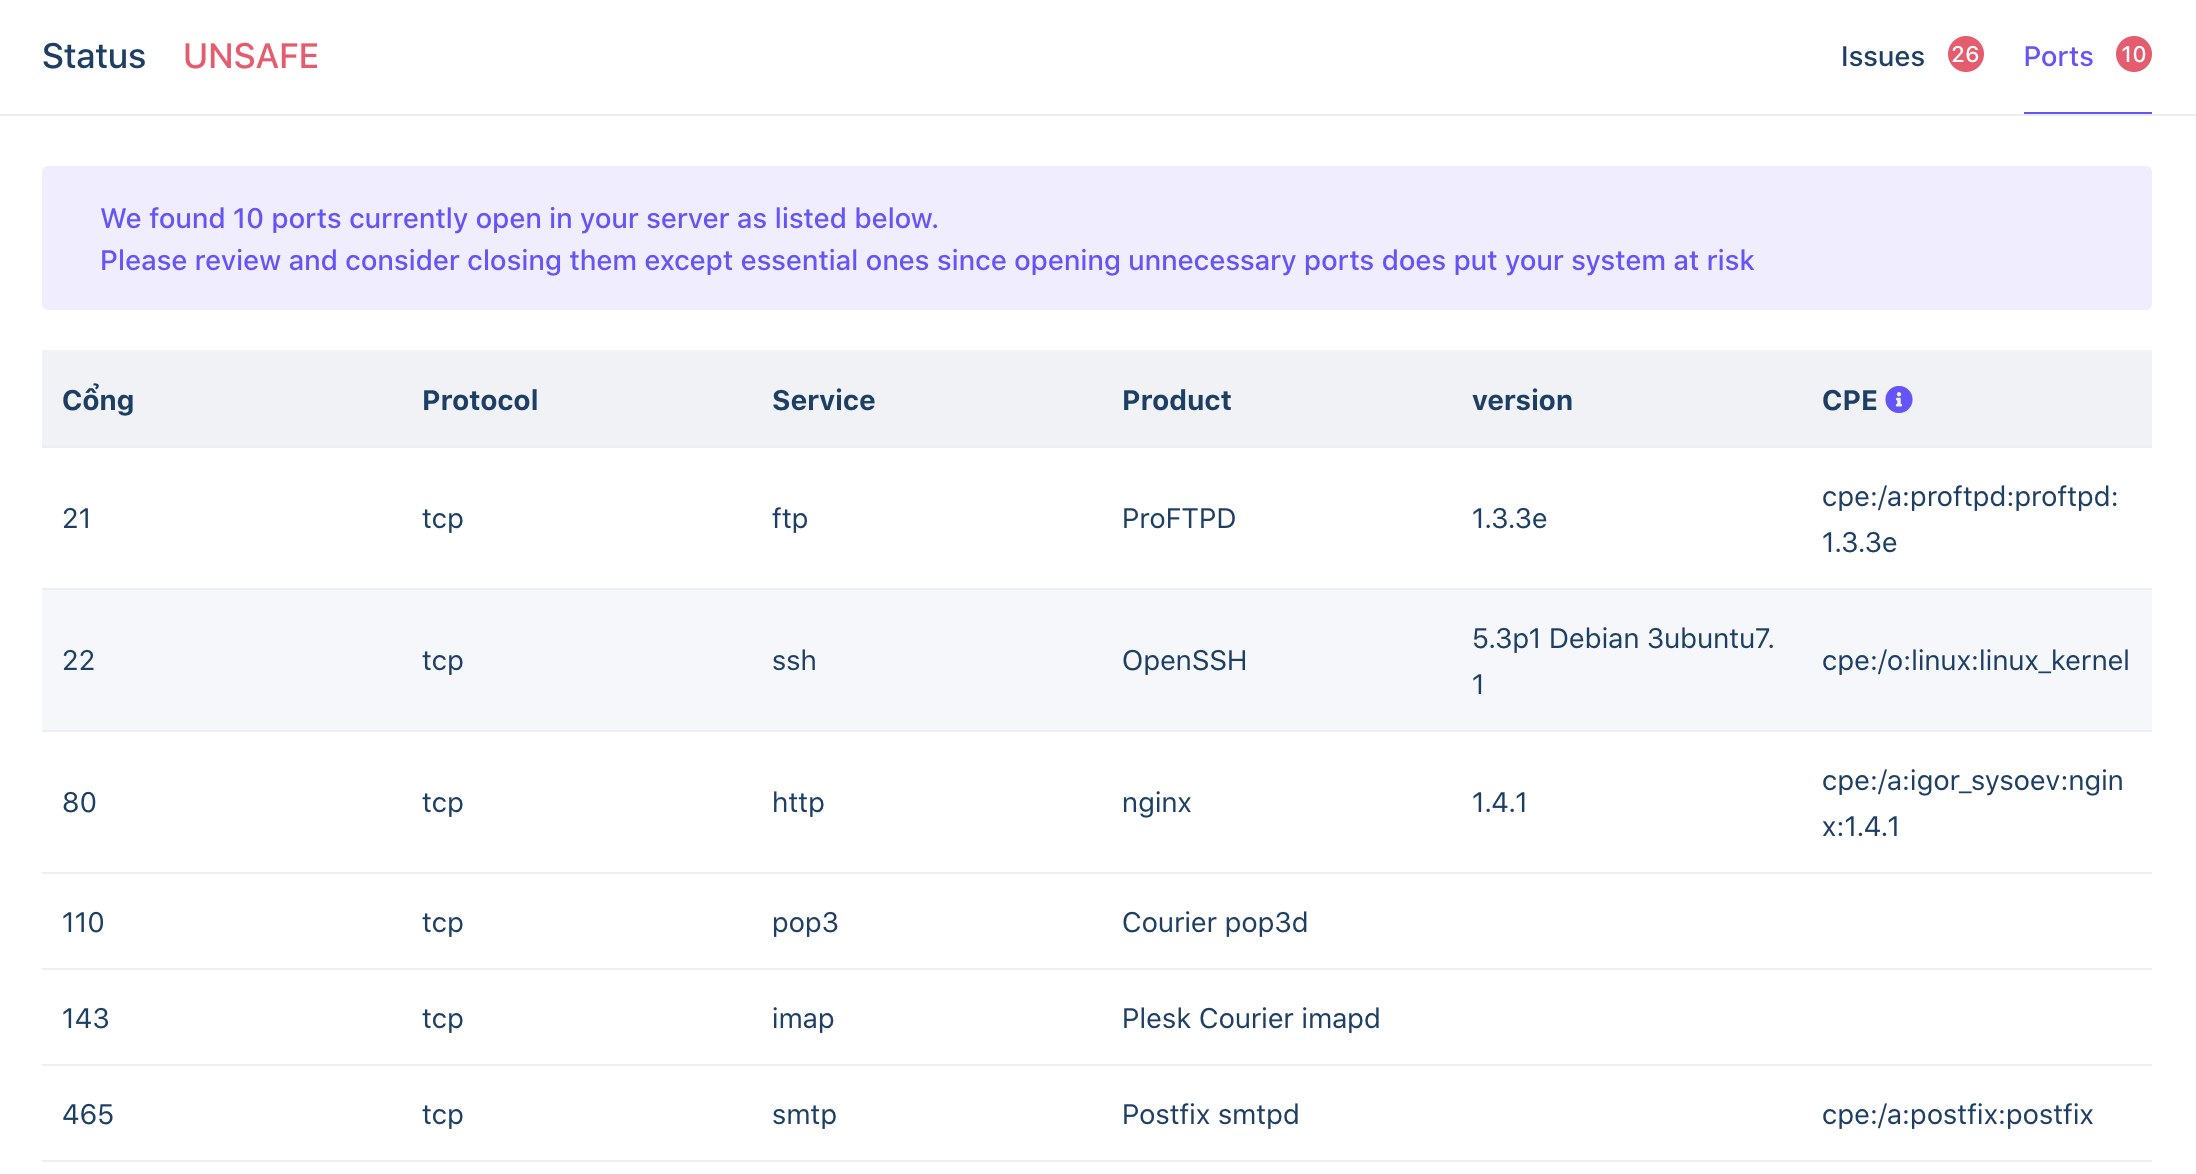 Status UNSAFE Issues 26 Ports 10
We found 10 ports currently open in your server as listed below.
Please review and consider closing them except essential ones since opening unnecessary ports does put your system at risk
Cổng Protocol Service Product version CPE
21 tcp ftp ProFTPD 1.3.3e cpe:/a:proftpd:proftpd:
1.3.3e
22 tcp ssh OpenSSH 5.3p1 Debian 3ubuntu7. cpe:/o:linux:linux_kernel
1
80 tcp http nginx 1.4.1 cpe:/a:igor_sysoev:ngin
x:1.4.1
110 tcp pop3 Courier pop3d
143 tcp imap Plesk Courier imapd
465 tcp smtp Postfix smtpd cpe:/a:postfix:postfix